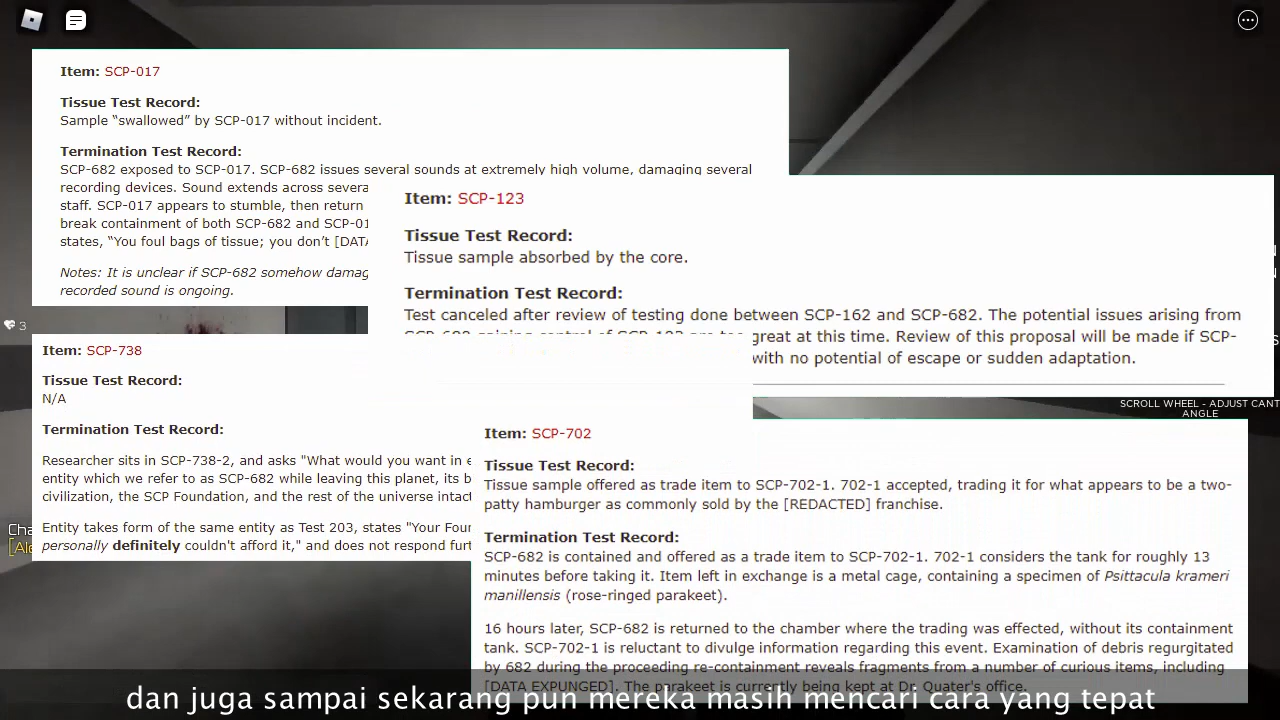 Item: SCP-017
Tissue Test Record:
Sample “swallowed” by SCP-017 without incident.
Termination Test Record:
SCP-682 exposed to SCP-017. SCP-682 issues several sounds at extremely high volume, damaging several
recording devices. Sound extends across
staff. SCP-017 appears to stumble, then return
break containment of both SCP-682 and
states, “You foul bags of tissue; you don’t
Notes: It is unclear if SCP-682 somehow
recorded sound is ongoing.
Item: SCP-123
Tissue Test Record:
Tissue sample absorbed by the core.
Termination Test Record:
Test canceled after review of testing done between SCP-162 and SCP-682. The potential issues arising from
great at this time. Review of this proposal will be made if SCP-
with no potential of escape or sudden adaptation.
3
SCROLL WHEEL - ADJUST CANT
ANGLE
Item: SCP-738
Tissue Test Record:
N/A
Termination Test Record:
Researcher sits in SCP-738-2, and asks "What would you want in
entity which we refer to as SCP-682 while leaving this planet, its
civilization, the SCP Foundation, and the rest of the universe
Entity takes form of the same entity as Test 203, states "Your
personally definitely couldn't afford it," and does not respond
Item: SCP-702
Tissue Test Record:
Tissue sample offered as trade item to SCP-702-1. 702-1 accepted, trading it for what appears to be a two-
patty hamburger as commonly sold by the [REDACTED] franchise.
Termination Test Record:
SCP-682 is contained and offered as a trade item to SCP-702-1. 702-1 considers the tank for roughly 13
minutes before taking it. Item left in exchange is a metal cage, containing a specimen of Psittacula krameri
manillensis (rose-ringed parakeet).
16 hours later, SCP-682 is returned to the chamber where the trading was effected, without its containment
tank. SCP-702-1 is reluctant to divulge information regarding this event. Examination of debris regurgitated
by 682 during the proceeding re-containment reveals fragments from a number of curious items, including
[DATA EXPUNGED]. The parakeet is currently being kept at Dr. Quater's office.
dan juga sampai sekarang pun mereka masih mencari cara yang tepat